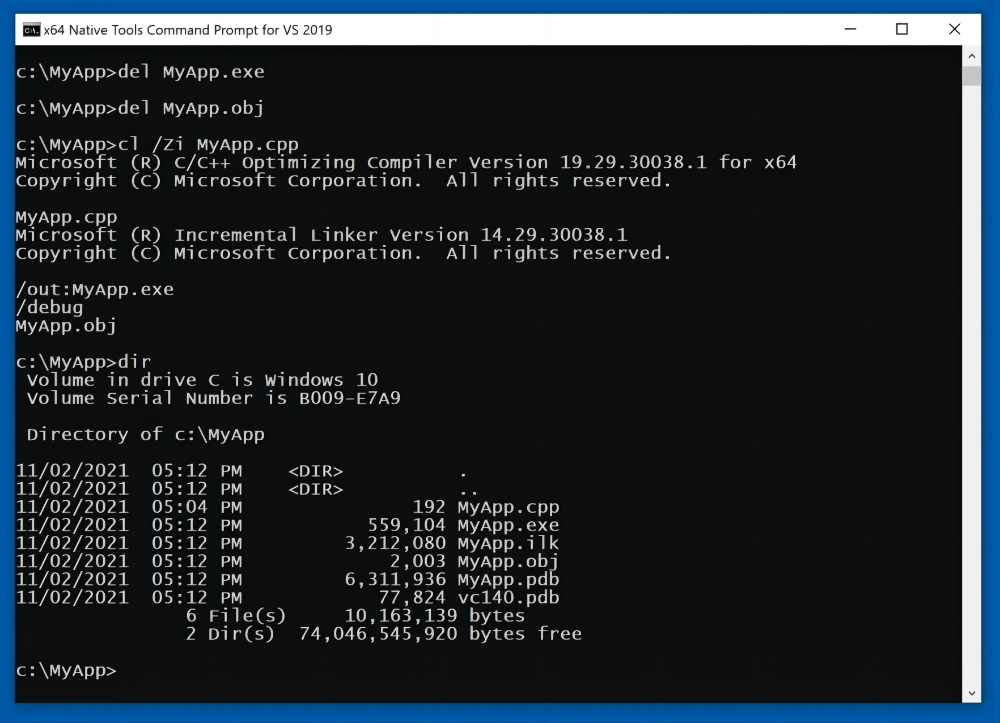 x64 Native Tools Command Prompt for VS 2019
c:\MyApp>del MyApp.exe
c:\MyApp>del MyApp.obj
c:\MyApp>cl /Zi MyApp.cpp
Microsoft (R) C/C++ Optimizing Compiler Version 19.29.30038.1 for x64
Copyright (C) Microsoft Corporation.  All rights reserved.
MyApp.cpp
Microsoft (R) Incremental Linker Version 14.29.30038.1
Copyright (C) Microsoft Corporation.  All rights reserved.
/out:MyApp.exe
/debug
MyApp.obj
c:\MyApp>dir
 Volume in drive C is Windows 10
 Volume Serial Number is B009-E7A9
 Directory of c:\MyApp
11/02/2021  05:12 PM    <DIR>          .
11/02/2021  05:12 PM    <DIR>          ..
11/02/2021  05:04 PM               192 MyApp.cpp
11/02/2021  05:12 PM           559,104 MyApp.exe
11/02/2021  05:12 PM         3,212,080 MyApp.ilk
11/02/2021  05:12 PM             2,003 MyApp.obj
11/02/2021  05:12 PM         6,311,936 MyApp.pdb
11/02/2021  05:12 PM            77,824 vc140.pdb
               6 File(s)     10,163,139 bytes
               2 Dir(s)  74,046,545,920 bytes free
c:\MyApp>